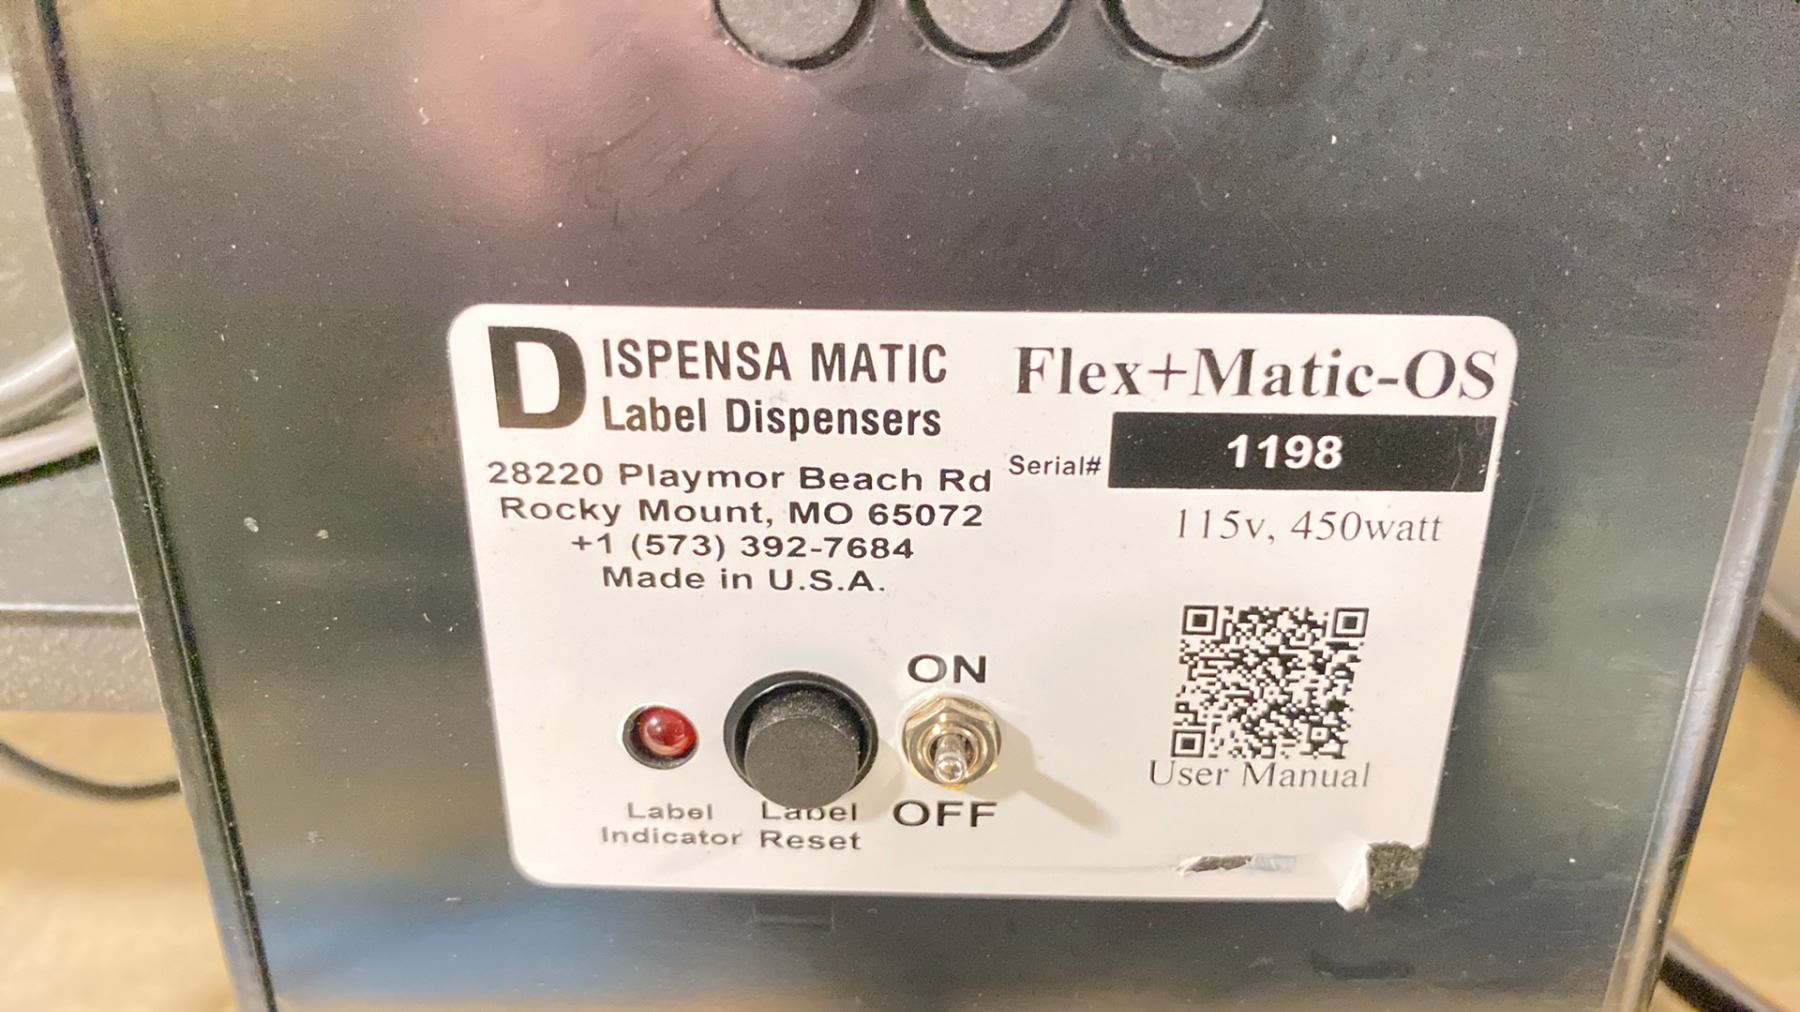 DISPENSA MATIC
Label Dispensers
28220 Playmor Beach Rd
Rocky Mount, MO 65072
+1 (573) 392-7684
Made in U.S.A.
Flex+Matic-OS
Serial# 1198
115v, 450watt
User Manual
ON
OFF
Label
Indicator
Label
Reset